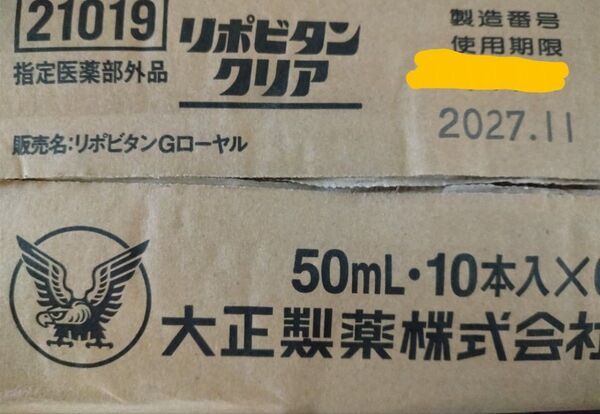 21019
リポビタン
クリア
指定医薬部外品
販売名:リポビタンGローヤル
製造番号
使用期限
2027.11
50mL・10本入×
大正製薬株式会